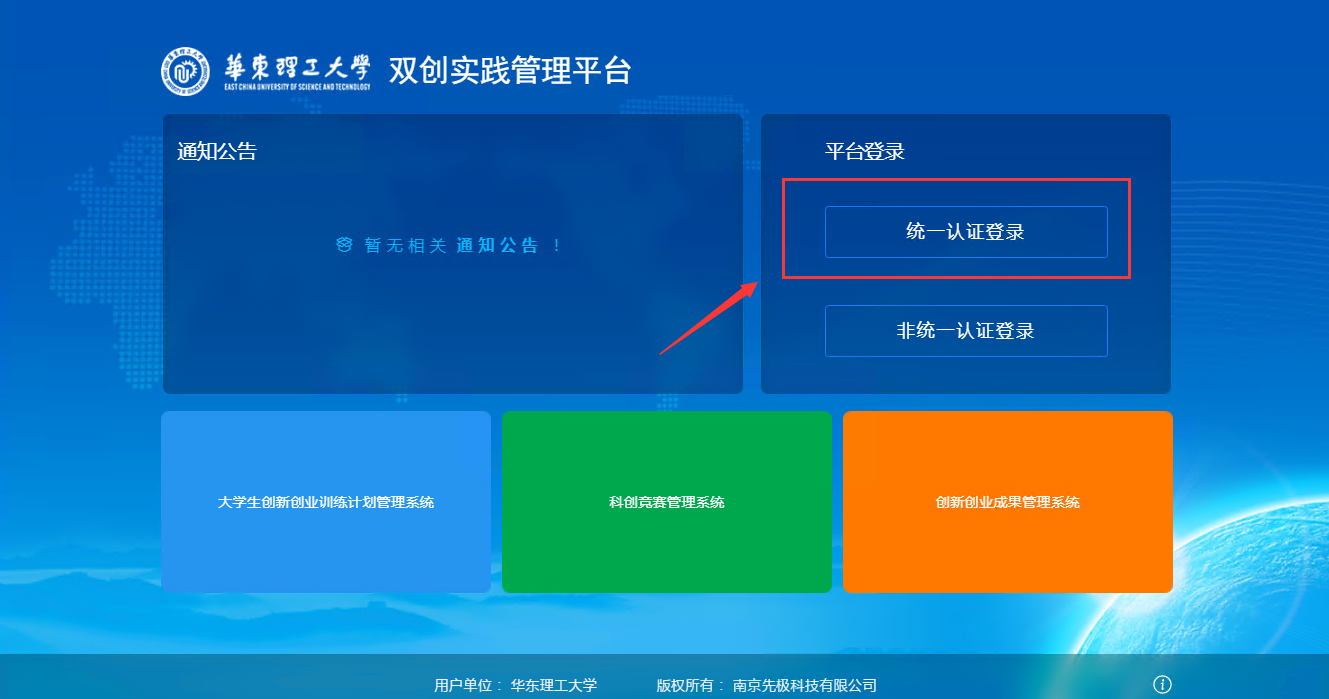 華東理工大學 双创实践管理平台
EAST CHINA UNIVERSITY OF SCIENCE AND TECHNOLOGY
通知公告
暂无相关 通知公告 ！
平台登录
统一认证登录
非统一认证登录
大学生创新创业训练计划管理系统
科创竞赛管理系统
创新创业成果管理系统
用户单位： 华东理工大学 版权所有： 南京先极科技有限公司